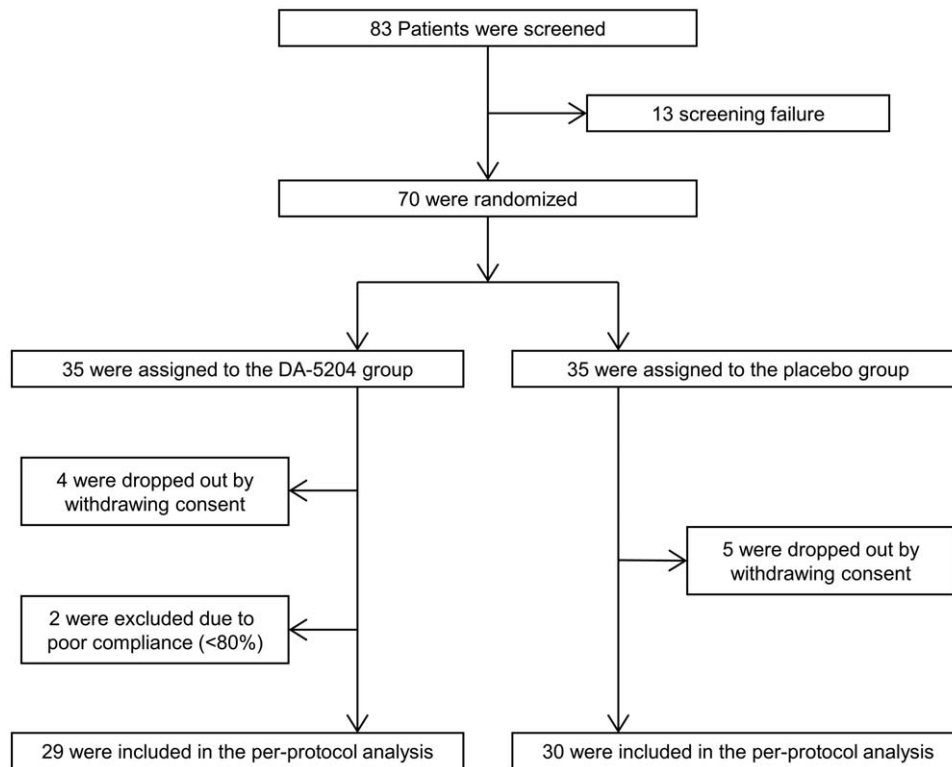 83 Patients were screened
13 screening failure
70 were randomized
35 were assigned to the DA-5204 group
35 were assigned to the placebo group
4 were dropped out by
withdrawing consent
5 were dropped out by
withdrawing consent
2 were excluded due to
poor compliance (<80%)
29 were included in the per-protocol analysis
30 were included in the per-protocol analysis